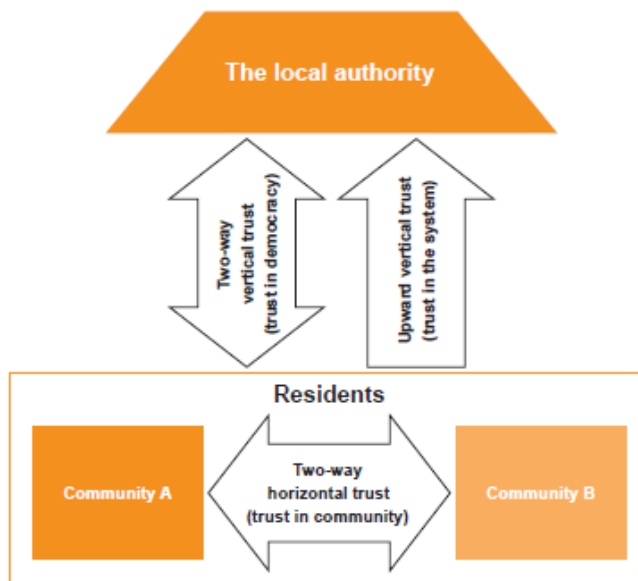 The local authority
Two-way
vertical trust
(trust in democracy)
Upward vertical trust
(trust in the system)
Residents
Community A
Two-way
horizontal trust
(trust in community)
Community B